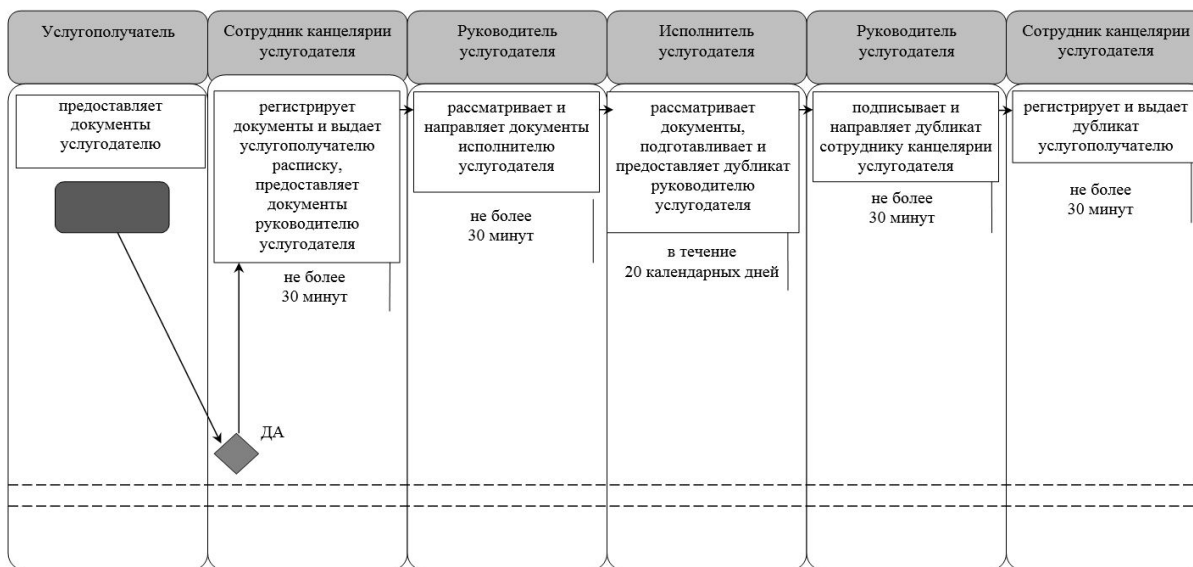 Услугополучатель
Сотрудник канцелярии
услугодателя
Руководитель
услугодателя
Исполнитель
услугодателя
Руководитель
услугодателя
Сотрудник канцелярии
услугодателя
предоставляет
документы
услугодателю
регистрирует
документы и выдает
услугополучателю
расписку,
предоставляет
документы
руководителю
услугодателя
не более
30 минут
рассматривает и
направляет документы
исполнителю
услугодателя
не более
30 минут
рассматривает
документы,
подготавливает и
предоставляет дубликат
руководителю
услугодателя
в течение
20 календарных дней
подписывает и
направляет дубликат
сотруднику канцелярии
услугодателя
не более
30 минут
регистрирует и выдает
дубликат
услугополучателю
не более
30 минут
ДА